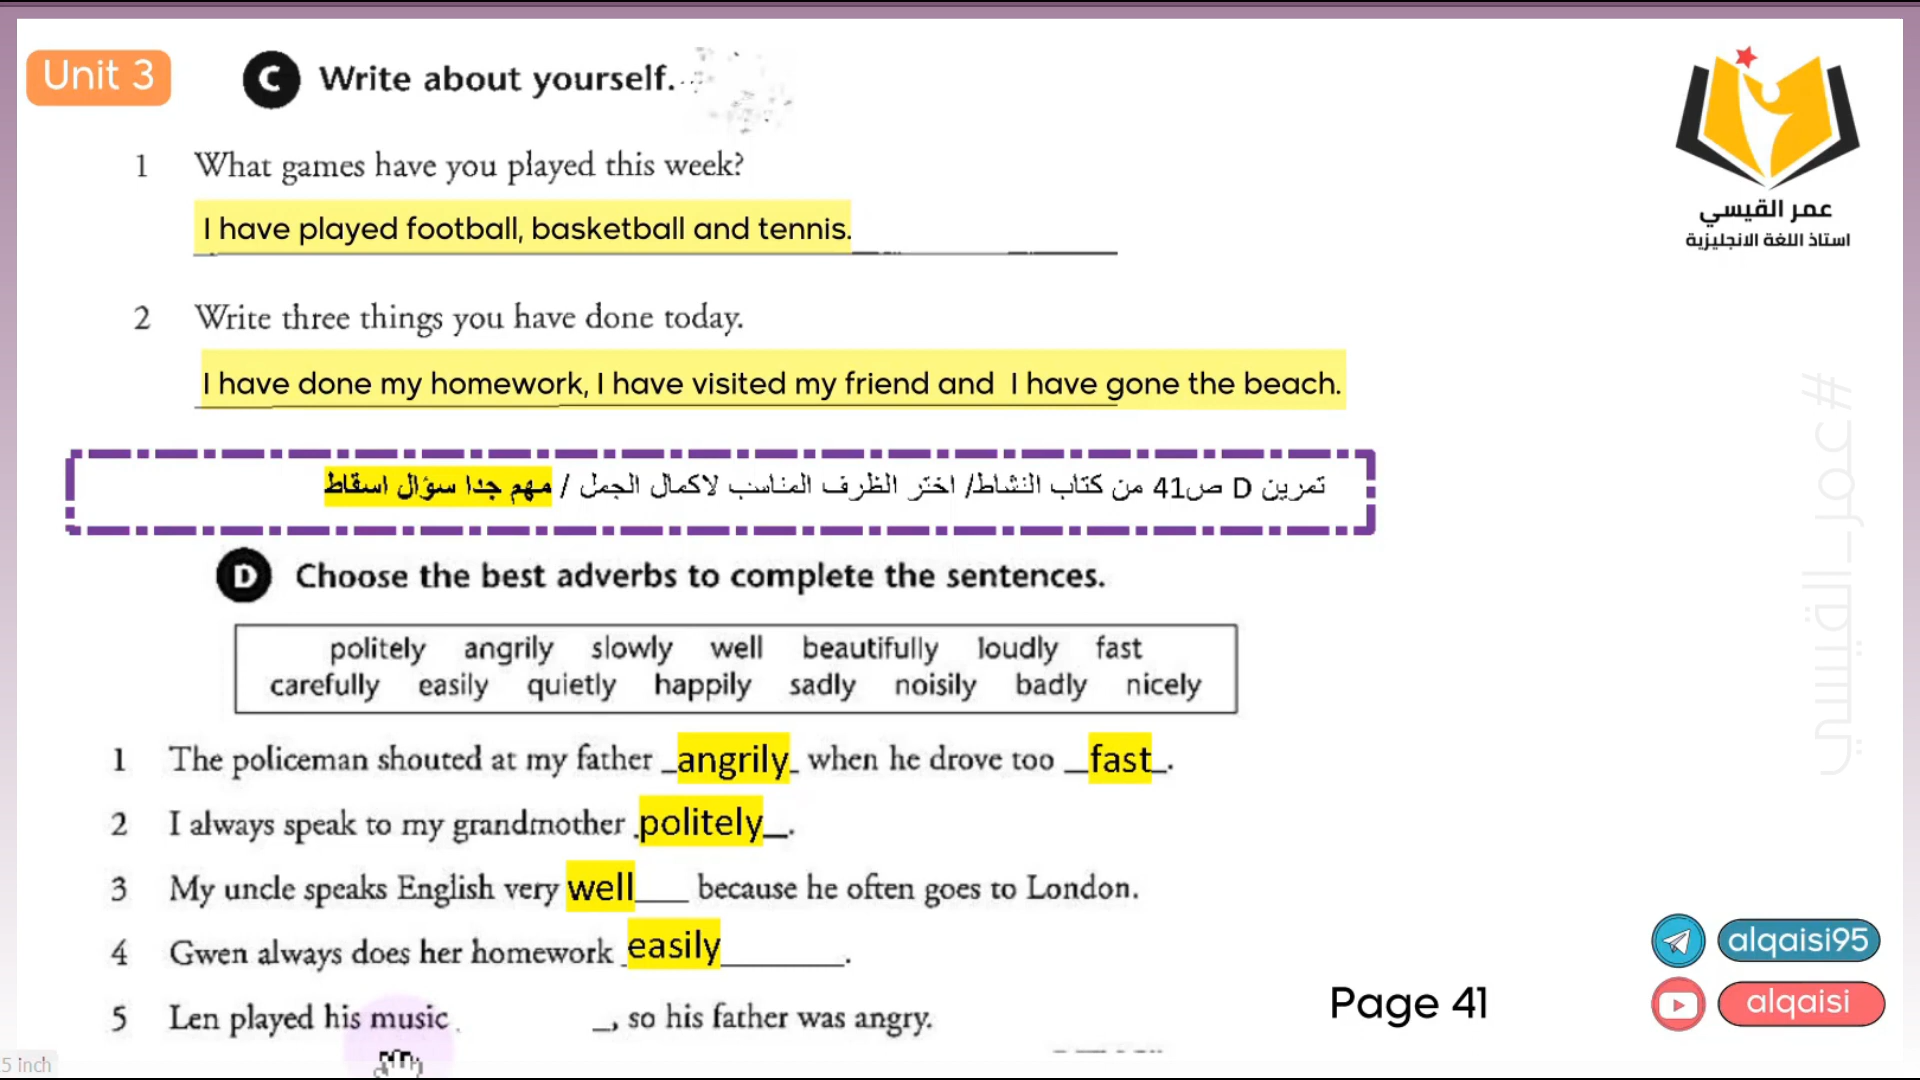 Unit 3
C Write about yourself.
عمر القيسي
استاذ اللغة الانجليزية
1 What games have you played this week?
I have played football, basketball and tennis.
2 Write three things you have done today.
I have done my homework, I have visited my friend and I have gone the beach.
تمرين D ص41 من كتاب النشاط/ اختر الظرف المناسب لاكمال الجمل / مهم جدا سؤال اسقاط
D Choose the best adverbs to complete the sentences.
politely angrily slowly well beautifully loudly fast
carefully easily quietly happily sadly noisily badly nicely
1 The policeman shouted at my father _angrily_ when he drove too _fast_.
2 I always speak to my grandmother politely_.
3 My uncle speaks English very well___ because he often goes to London.
4 Gwen always does her homework easily______.
5 Len played his music _, so his father was angry.
#عمر_القيسي
Page 41
alqaisi95
alqaisi
5 inch